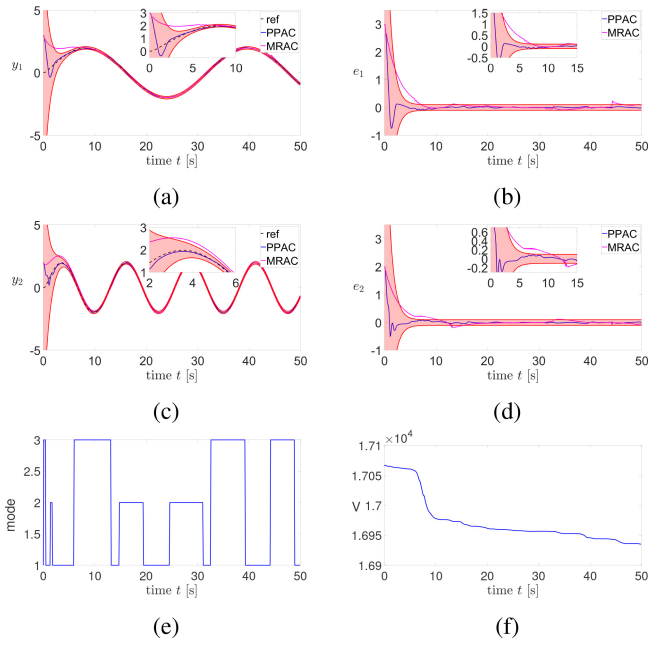 5
y1
0
-5
0 10 20 30 40 50
time t [s]
3
2
1
0
0 5 10
ref
PPAC
MRAC
(a)
3
2
e1
1
0
-1
0 10 20 30 40 50
time t [s]
1.5
1
0.5
0
-0.5
0 5 10 15
PPAC
MRAC
(b)
5
y2
0
-5
0 10 20 30 40 50
time t [s]
3
2
1
2 4 6
ref
PPAC
MRAC
(c)
3
2
e2
1
0
-1
0 10 20 30 40 50
time t [s]
0.6
0.4
0.2
0
-0.2
0 5 10 15
PPAC
MRAC
(d)
3
2.5
mode
2
1.5
1
0 10 20 30 40 50
time t [s]
(e)
×10⁴
1.71
1.705
V 1.7
1.695
1.69
0 10 20 30 40 50
time t [s]
(f)